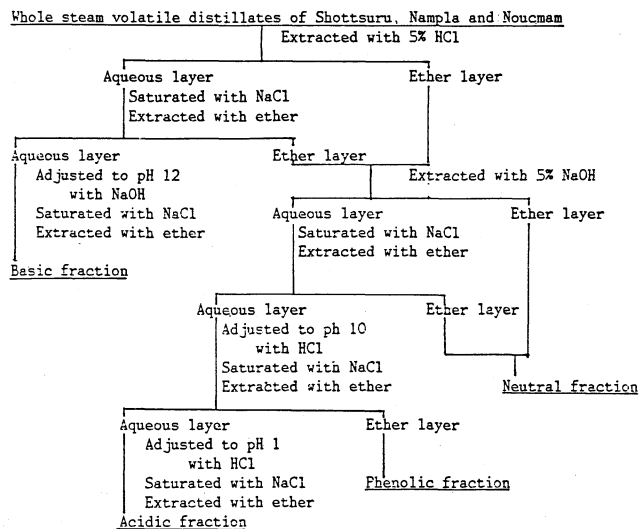 Whole steam volatile distillates of Shottsuru, Nampla and Noucmam
Extracted with 5% HCl
Aqueous layer Ether layer
Saturated with NaCl
Extracted with ether
Aqueous layer Ether layer
Adjusted to pH 12 Extracted with 5% NaOH
with NaOH
Saturated with NaCl Aqueous layer Ether layer
Extracted with ether Saturated with NaCl
Extracted with ether
Basic fraction
Aqueous layer Ether layer
Adjusted to ph 10
with HCl
Saturated with NaCl
Extracted with ether
Neutral fraction
Aqueous layer Ether layer
Adjusted to pH 1
with HCl
Saturated with NaCl Phenolic fraction
Extracted with ether
Acidic fraction